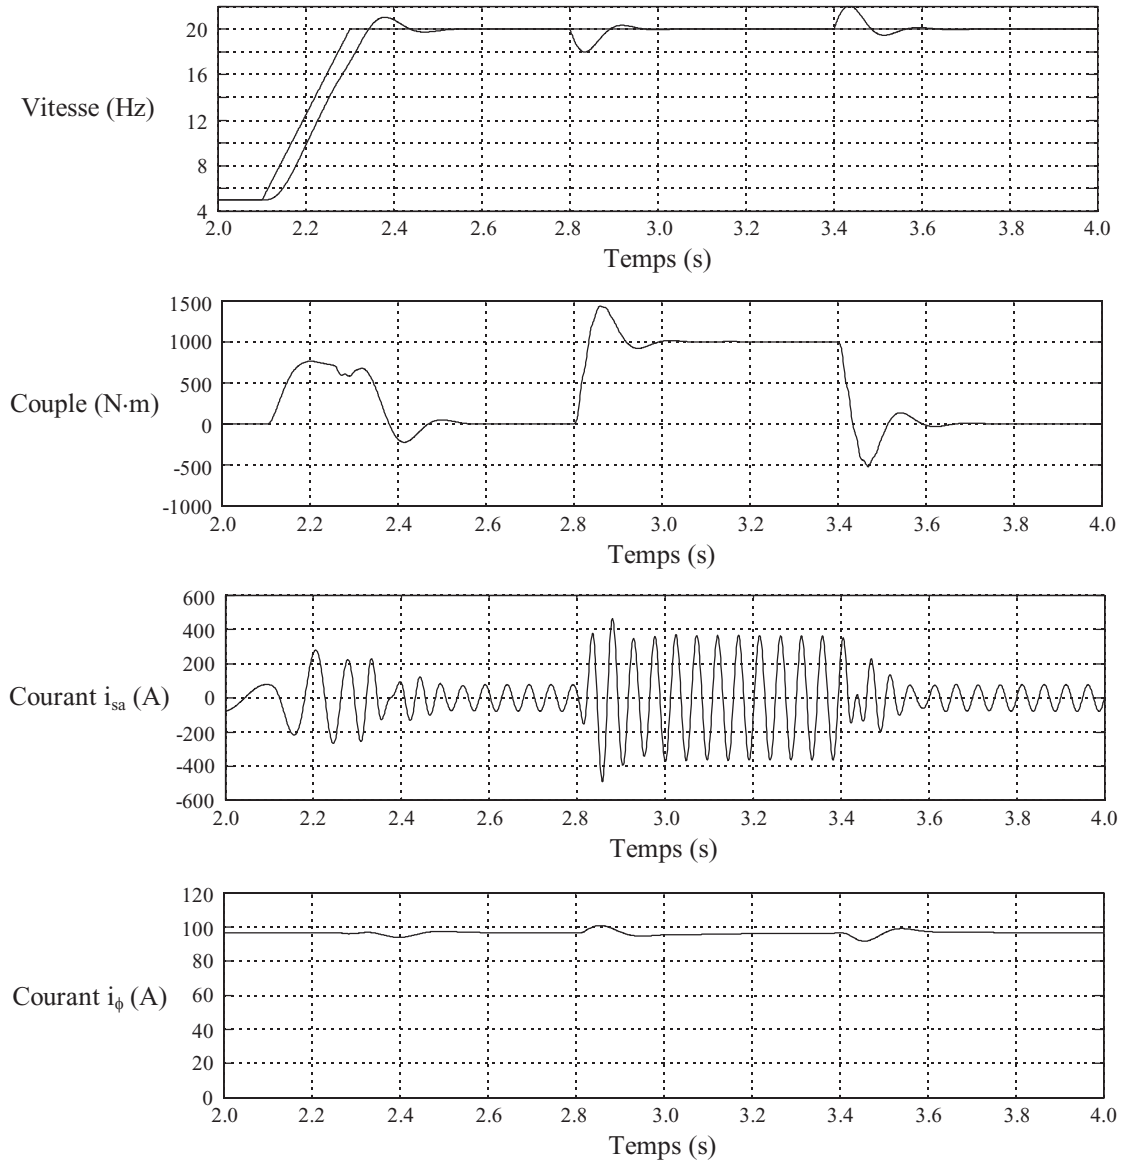 20
16
Vitesse (Hz)
12
8
4
2.0 2.2 2.4 2.6 2.8 3.0 3.2 3.4 3.6 3.8 4.0
Temps (s)
1500
1000
500
Couple (N·m)
0
-500
-1000
2.0 2.2 2.4 2.6 2.8 3.0 3.2 3.4 3.6 3.8 4.0
Temps (s)
600
400
200
Courant isa (A)
0
-200
-400
-600
2.0 2.2 2.4 2.6 2.8 3.0 3.2 3.4 3.6 3.8 4.0
Temps (s)
120
100
80
Courant iϕ (A)
60
40
20
0
2.0 2.2 2.4 2.6 2.8 3.0 3.2 3.4 3.6 3.8 4.0
Temps (s)